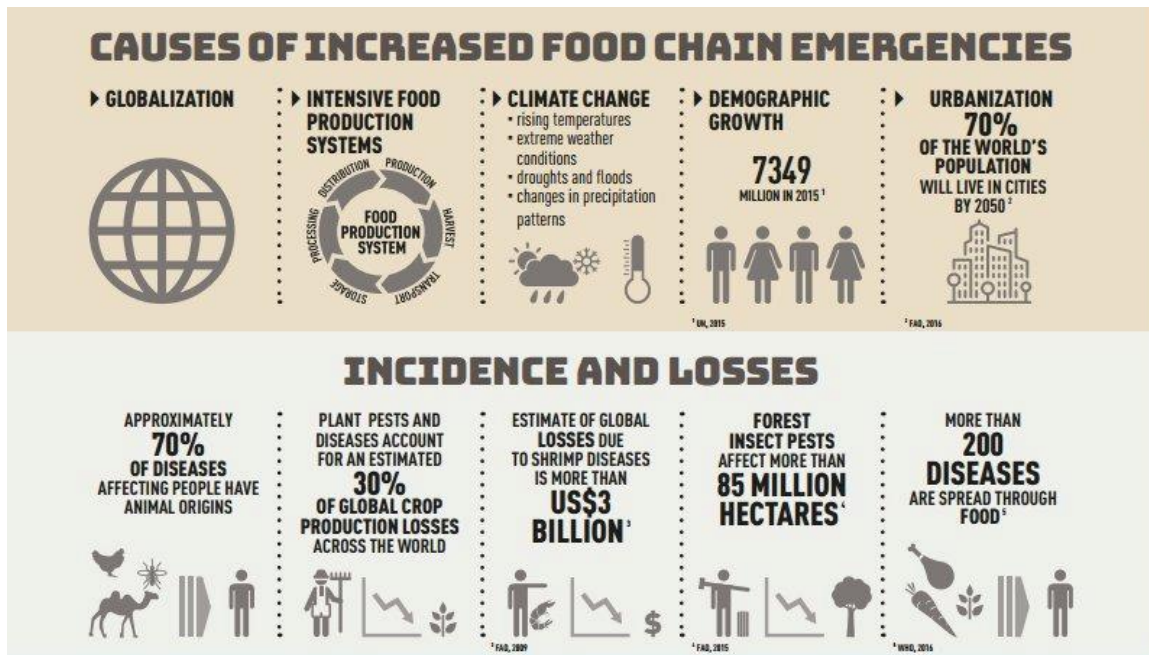 CAUSES OF INCREASED FOOD CHAIN EMERGENCIES
GLOBALIZATION
INTENSIVE FOOD
PRODUCTION
SYSTEMS
DISTRIBUTION
PRODUCTION
HARVEST
TRANSPORT
STORAGE
PROCESSING
FOOD
PRODUCTION
SYSTEM
CLIMATE CHANGE
• rising temperatures
• extreme weather
conditions
• droughts and floods
• changes in precipitation
patterns
DEMOGRAPHIC
GROWTH
7349
MILLION IN 2015 ¹
¹ UN, 2015
URBANIZATION
70%
OF THE WORLD'S
POPULATION
WILL LIVE IN CITIES
BY 2050 ²
² FAO, 2016
INCIDENCE AND LOSSES
APPROXIMATELY
70%
OF DISEASES
AFFECTING PEOPLE HAVE
ANIMAL ORIGINS
PLANT PESTS AND
DISEASES ACCOUNT
FOR AN ESTIMATED
30%
OF GLOBAL CROP
PRODUCTION LOSSES
ACROSS THE WORLD
ESTIMATE OF GLOBAL
LOSSES DUE
TO SHRIMP DISEASES
IS MORE THAN
US$3
BILLION ³
$
³ FAO, 2009
FOREST
INSECT PESTS
AFFECT MORE THAN
85 MILLION
HECTARES ⁴
⁴ FAO, 2015
MORE THAN
200
DISEASES
ARE SPREAD THROUGH
FOOD ⁵
⁵ WHO, 2016